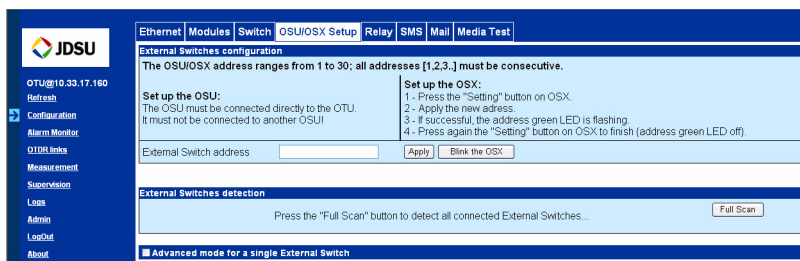 JDSU
OTU@10.33.17.160
Refresh
Configuration
Alarm Monitor
OTDR links
Measurement
Supervision
Logs
Admin
LogOut
About
Ethernet Modules Switch OSU/OSX Setup Relay SMS Mail Media Test
External Switches configuration
The OSU/OSX address ranges from 1 to 30; all addresses [1,2,3..] must be consecutive.
Set up the OSU:
The OSU must be connected directly to the OTU.
It must not be connected to another OSU!
Set up the OSX:
1 - Press the "Setting" button on OSX.
2 - Apply the new adress.
3 - If successful, the address green LED is flashing.
4 - Press again the "Setting" button on OSX to finish (address green LED off).
External Switch address Apply Blink the OSX
External Switches detection
Press the "Full Scan" button to detect all connected External Switches... Full Scan
Advanced mode for a single External Switch